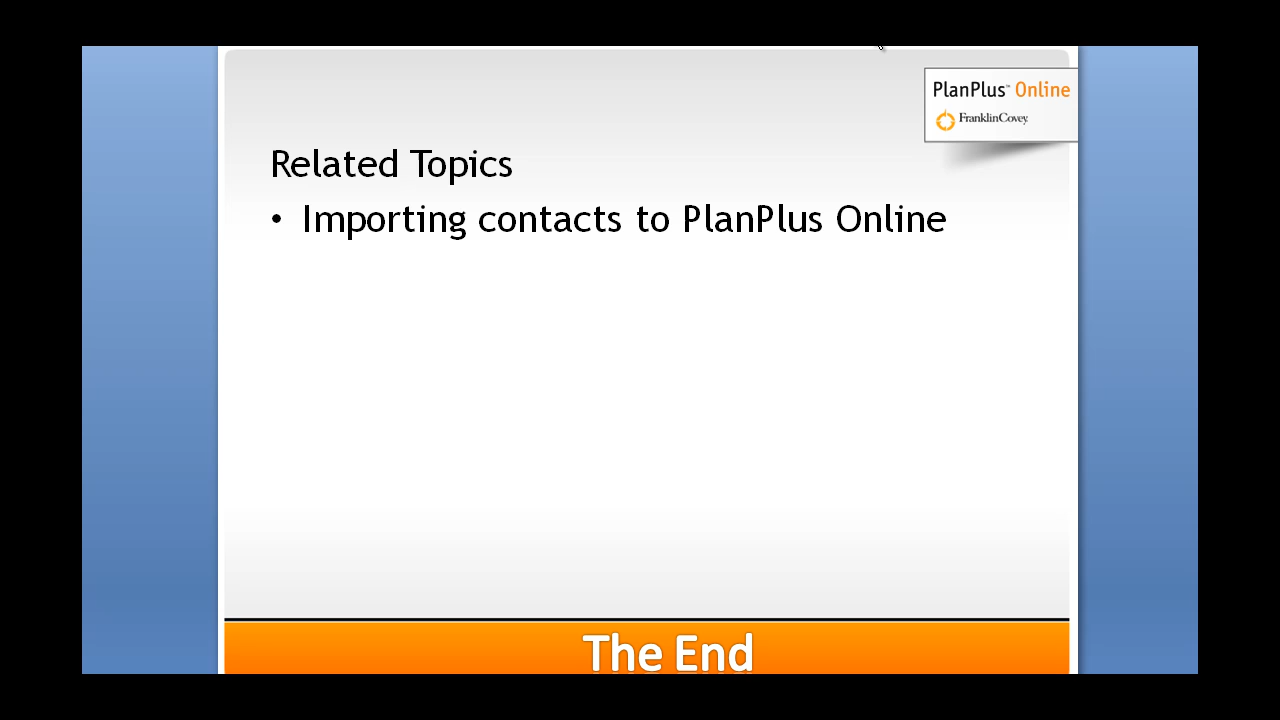 PlanPlus™ Online
FranklinCovey
Related Topics
• Importing contacts to PlanPlus Online
The End